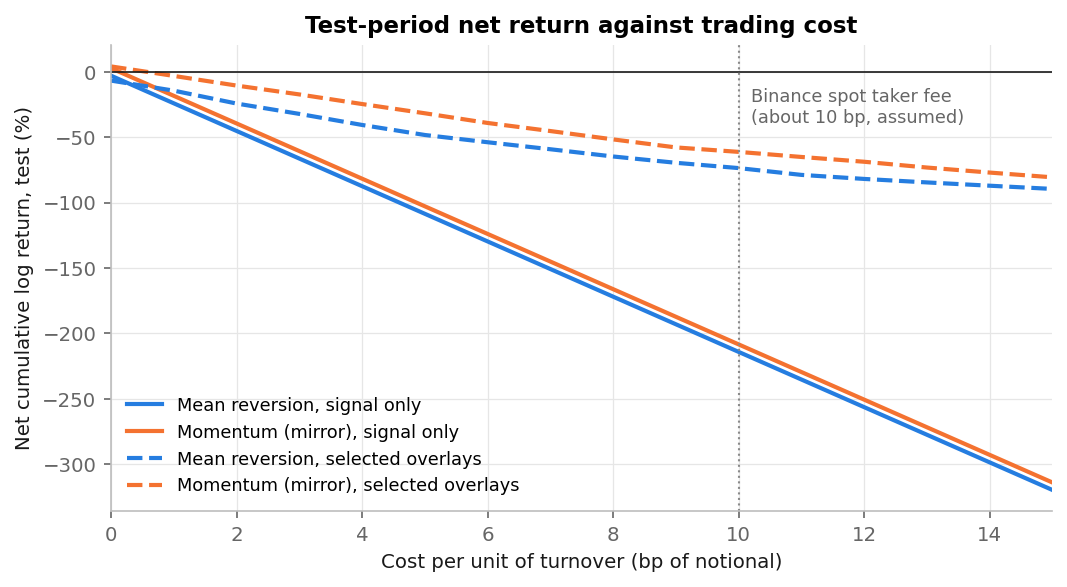 Test-period net return against trading cost
Net cumulative log return, test (%)
0
−50
−100
−150
−200
−250
−300
Binance spot taker fee
(about 10 bp, assumed)
Mean reversion, signal only
Momentum (mirror), signal only
Mean reversion, selected overlays
Momentum (mirror), selected overlays
0 2 4 6 8 10 12 14
Cost per unit of turnover (bp of notional)